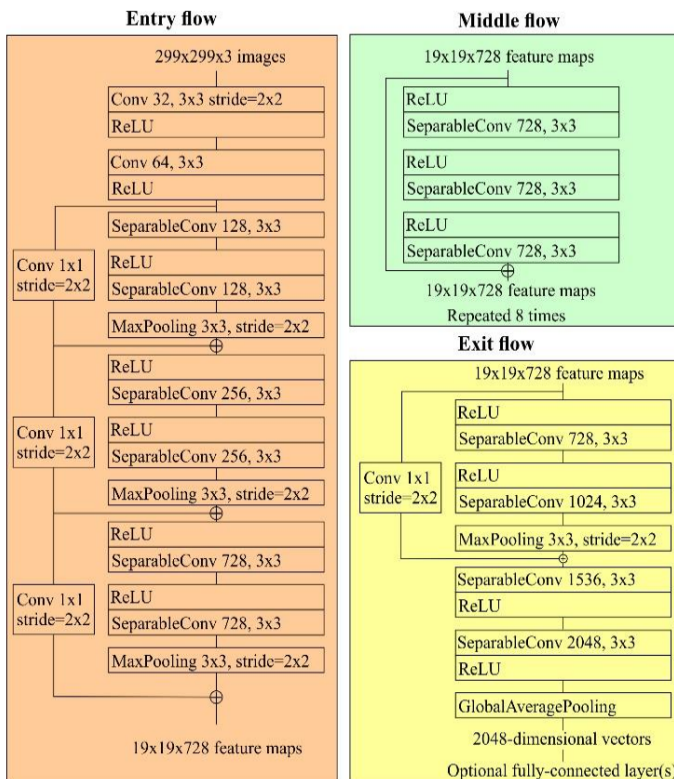 Entry flow
299x299x3 images
Conv 32, 3x3 stride=2x2
ReLU
Conv 64, 3x3
ReLU
SeparableConv 128, 3x3
Conv 1x1
stride=2x2
ReLU
SeparableConv 128, 3x3
MaxPooling 3x3, stride=2x2
ReLU
SeparableConv 256, 3x3
Conv 1x1
stride=2x2
ReLU
SeparableConv 256, 3x3
MaxPooling 3x3, stride=2x2
ReLU
SeparableConv 728, 3x3
Conv 1x1
stride=2x2
ReLU
SeparableConv 728, 3x3
MaxPooling 3x3, stride=2x2
19x19x728 feature maps
Middle flow
19x19x728 feature maps
ReLU
SeparableConv 728, 3x3
ReLU
SeparableConv 728, 3x3
ReLU
SeparableConv 728, 3x3
19x19x728 feature maps
Repeated 8 times
Exit flow
19x19x728 feature maps
ReLU
SeparableConv 728, 3x3
Conv 1x1
stride=2x2
ReLU
SeparableConv 1024, 3x3
MaxPooling 3x3, stride=2x2
SeparableConv 1536, 3x3
ReLU
SeparableConv 2048, 3x3
ReLU
GlobalAveragePooling
2048-dimensional vectors
Optional fully-connected layer(s)